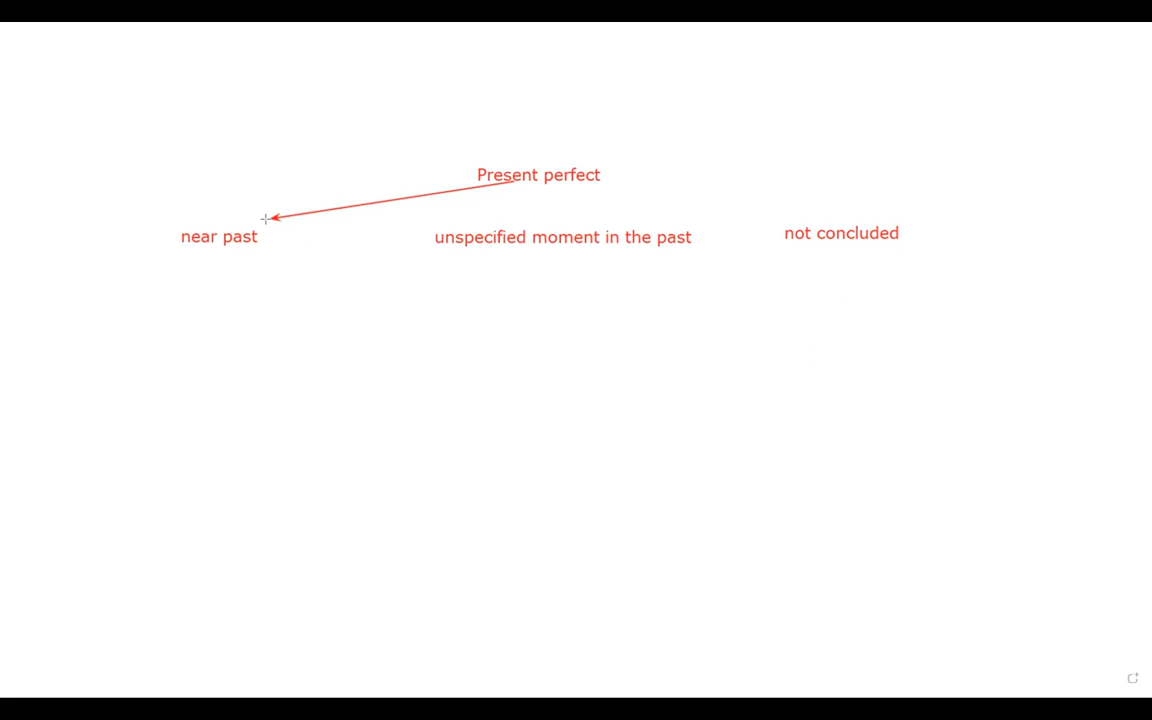 Present perfect
near past
unspecified moment in the past
not concluded